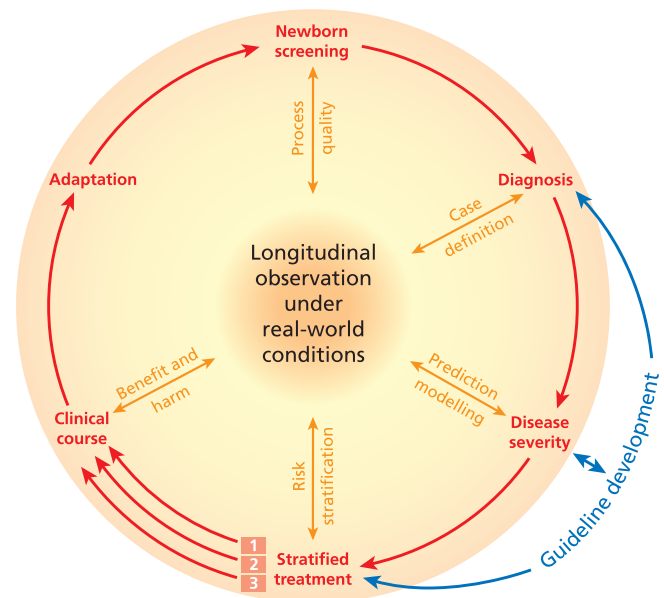 Newborn
screening
Process
quality
Adaptation
Diagnosis
Case
definition
Longitudinal
observation
under
real-world
conditions
Benefit and
harm
Prediction
modelling
Clinical
course
Disease
severity
Risk
stratification
Guideline development
1
2
3
Stratified
treatment